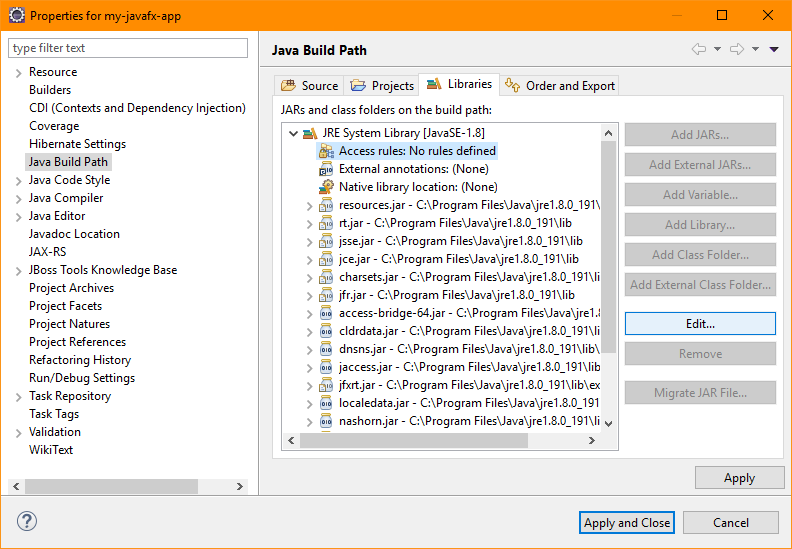 Properties for my-javafx-app
type filter text
Resource
Builders
CDI (Contexts and Dependency Injection)
Coverage
Hibernate Settings
Java Build Path
Java Code Style
Java Compiler
Java Editor
Javadoc Location
JAX-RS
JBoss Tools Knowledge Base
Project Archives
Project Facets
Project Natures
Project References
Refactoring History
Run/Debug Settings
Task Repository
Task Tags
Validation
WikiText
Java Build Path
Source Projects Libraries Order and Export
JARs and class folders on the build path:
JRE System Library [JavaSE-1.8]
Access rules: No rules defined
External annotations: (None)
Native library location: (None)
resources.jar - C:\Program Files\Java\jre1.8.0_191\
rt.jar - C:\Program Files\Java\jre1.8.0_191\lib
jsse.jar - C:\Program Files\Java\jre1.8.0_191\lib
jce.jar - C:\Program Files\Java\jre1.8.0_191\lib
charsets.jar - C:\Program Files\Java\jre1.8.0_191\li
jfr.jar - C:\Program Files\Java\jre1.8.0_191\lib
access-bridge-64.jar - C:\Program Files\Java\jre1.8.
cldrdata.jar - C:\Program Files\Java\jre1.8.0_191\li
dnsns.jar - C:\Program Files\Java\jre1.8.0_191\lib\
jaccess.jar - C:\Program Files\Java\jre1.8.0_191\lib
jfxrt.jar - C:\Program Files\Java\jre1.8.0_191\lib\ex
localedata.jar - C:\Program Files\Java\jre1.8.0_191
nashorn.jar - C:\Program Files\Java\jre1.8.0_191\li
Add JARs...
Add External JARs...
Add Variable...
Add Library...
Add Class Folder...
Add External Class Folder...
Edit...
Remove
Migrate JAR File...
Apply
Apply and Close
Cancel